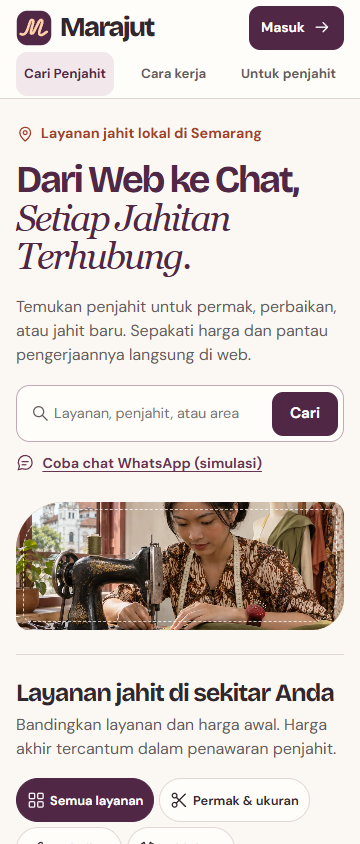 Marajut
Masuk
Cari Penjahit
Cara kerja
Untuk penjahit
Layanan jahit lokal di Semarang
Dari Web ke Chat,
Setiap Jahitan
Terhubung.
Temukan penjahit untuk permak, perbaikan,
atau jahit baru. Sepakati harga dan pantau
pengerjaannya langsung di web.
Layanan, penjahit, atau area
Cari
Coba chat WhatsApp (simulasi)
Layanan jahit di sekitar Anda
Bandingkan layanan dan harga awal. Harga
akhir tercantum dalam penawaran penjahit.
Semua layanan
Permak & ukuran